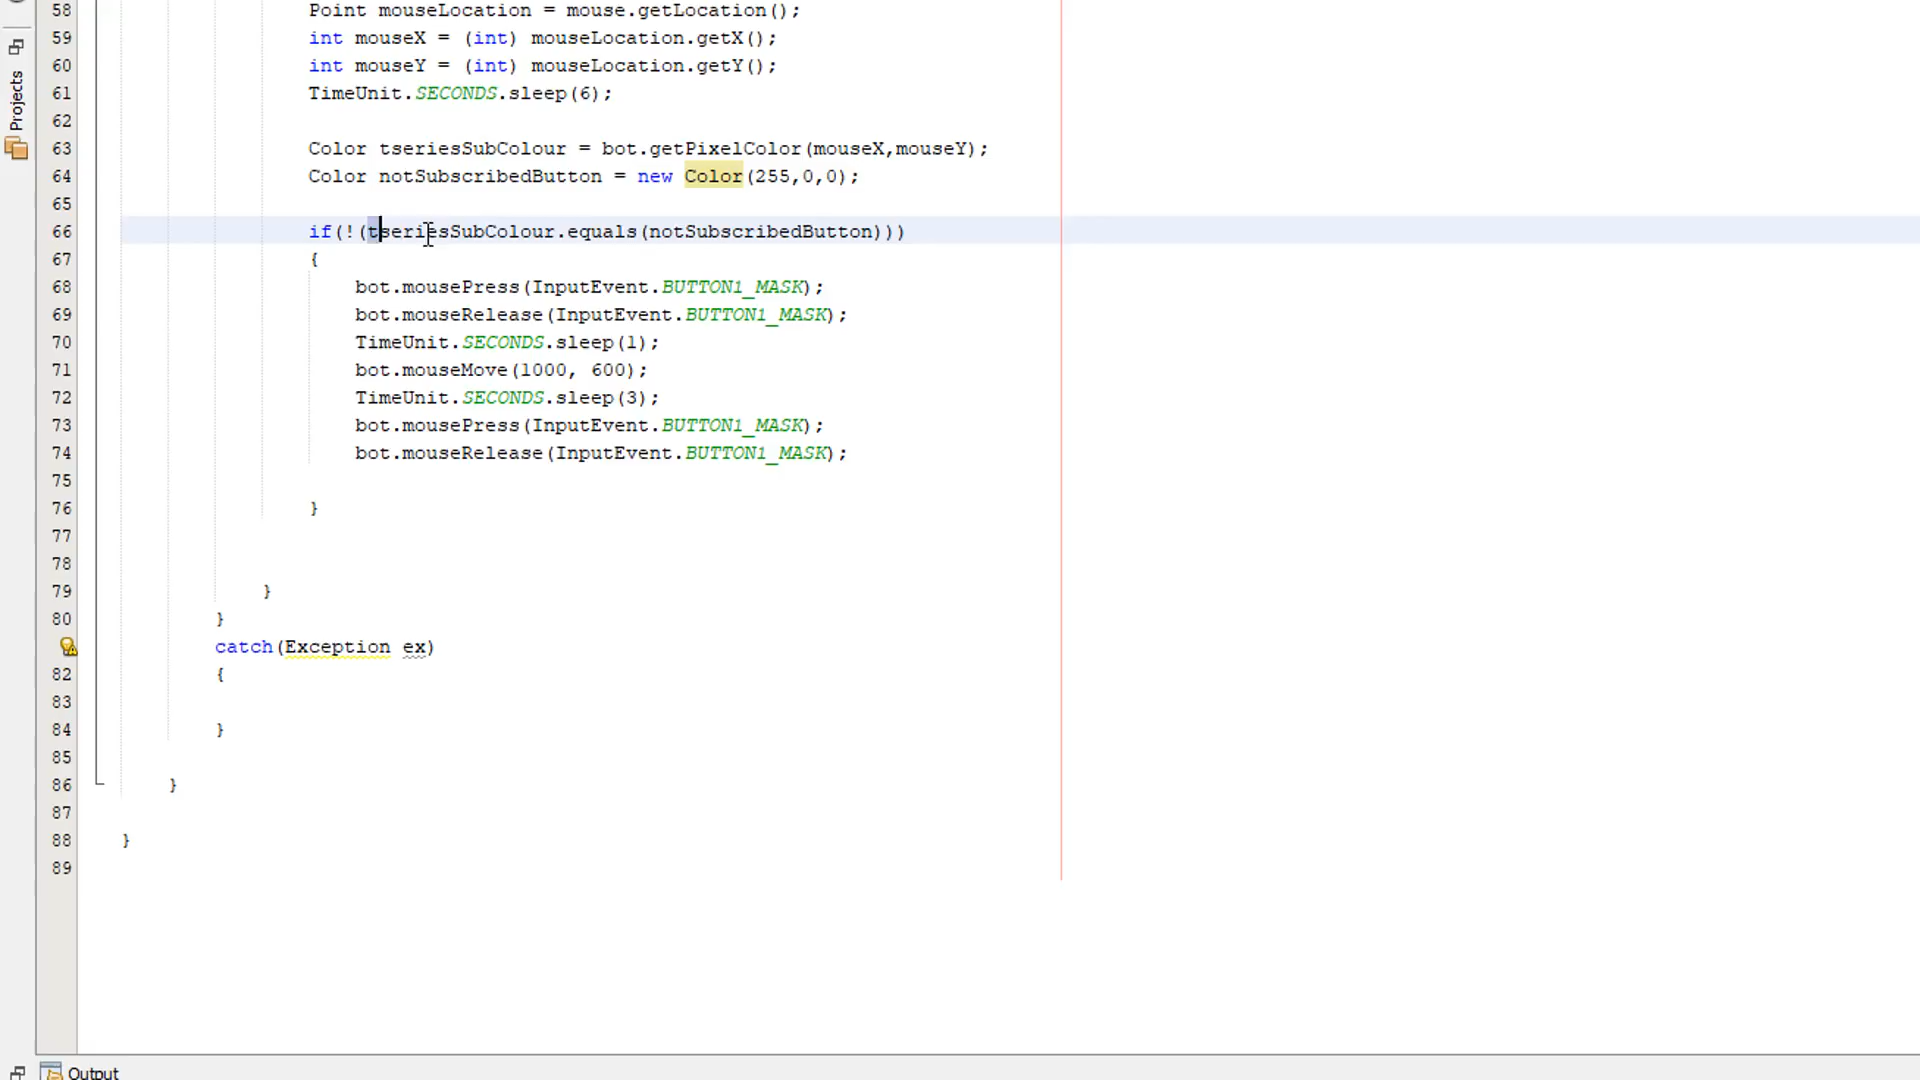 Projects
58 Point mouseLocation = mouse.getLocation();
59 int mouseX = (int) mouseLocation.getX();
60 int mouseY = (int) mouseLocation.getY();
61 TimeUnit.SECONDS.sleep(6);
62
63 Color tseriesSubColour = bot.getPixelColor(mouseX,mouseY);
64 Color notSubscribedButton = new Color(255,0,0);
65
66 if(!(tseriesSubColour.equals(notSubscribedButton)))
67 {
68 bot.mousePress(InputEvent.BUTTON1_MASK);
69 bot.mouseRelease(InputEvent.BUTTON1_MASK);
70 TimeUnit.SECONDS.sleep(1);
71 bot.mouseMove(1000, 600);
72 TimeUnit.SECONDS.sleep(3);
73 bot.mousePress(InputEvent.BUTTON1_MASK);
74 bot.mouseRelease(InputEvent.BUTTON1_MASK);
75
76 }
77
78
79 }
80 }
catch(Exception ex)
82 {
83
84 }
85
86 }
87
88 }
89
Output